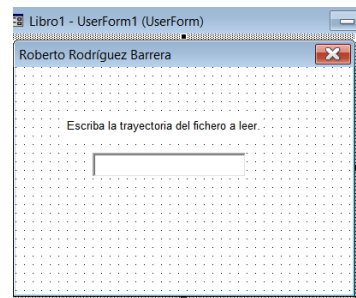 Libro1 - UserForm1 (UserForm)
Roberto Rodríguez Barrera
Escriba la trayectoria del fichero a leer.